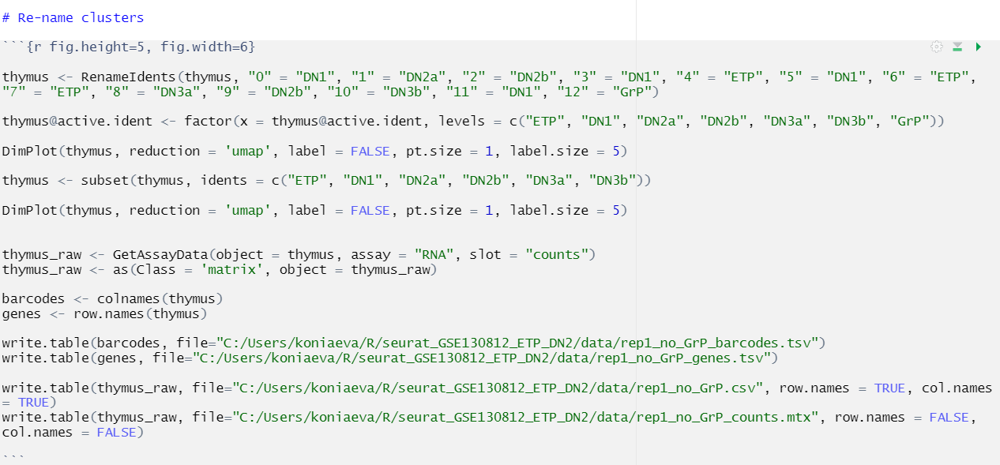 # Re-name clusters
```{r fig.height=5, fig.width=6}
thymus <- RenameIdents(thymus, "0" = "DN1", "1" = "DN2a", "2" = "DN2b", "3" = "DN1", "4" = "ETP", "5" = "DN1", "6" = "ETP",
"7" = "ETP", "8" = "DN3a", "9" = "DN2b", "10" = "DN3b", "11" = "DN1", "12" = "GrP")
thymus@active.ident <- factor(x = thymus@active.ident, levels = c("ETP", "DN1", "DN2a", "DN2b", "DN3a", "DN3b", "GrP"))
DimPlot(thymus, reduction = 'umap', label = FALSE, pt.size = 1, label.size = 5)
thymus <- subset(thymus, idents = c("ETP", "DN1", "DN2a", "DN2b", "DN3a", "DN3b"))
DimPlot(thymus, reduction = 'umap', label = FALSE, pt.size = 1, label.size = 5)
thymus_raw <- GetAssayData(object = thymus, assay = "RNA", slot = "counts")
thymus_raw <- as(Class = 'matrix', object = thymus_raw)
barcodes <- colnames(thymus)
genes <- row.names(thymus)
write.table(barcodes, file="C:/Users/koniaeva/R/seurat_GSE130812_ETP_DN2/data/rep1_no_GrP_barcodes.tsv")
write.table(genes, file="C:/Users/koniaeva/R/seurat_GSE130812_ETP_DN2/data/rep1_no_GrP_genes.tsv")
write.table(thymus_raw, file="C:/Users/koniaeva/R/seurat_GSE130812_ETP_DN2/data/rep1_no_GrP.csv", row.names = TRUE, col.names
= TRUE)
write.table(thymus_raw, file="C:/Users/koniaeva/R/seurat_GSE130812_ETP_DN2/data/rep1_no_GrP_counts.mtx", row.names = FALSE,
col.names = FALSE)
```